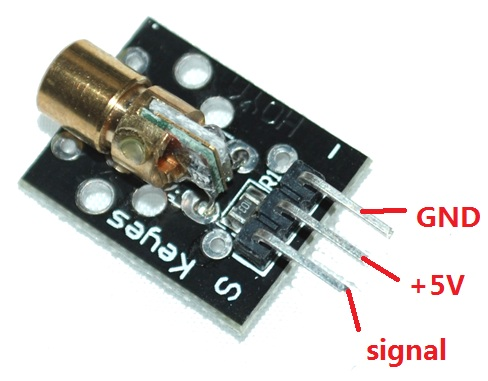 GND
+5V
signal
R1
S
Keyes
-